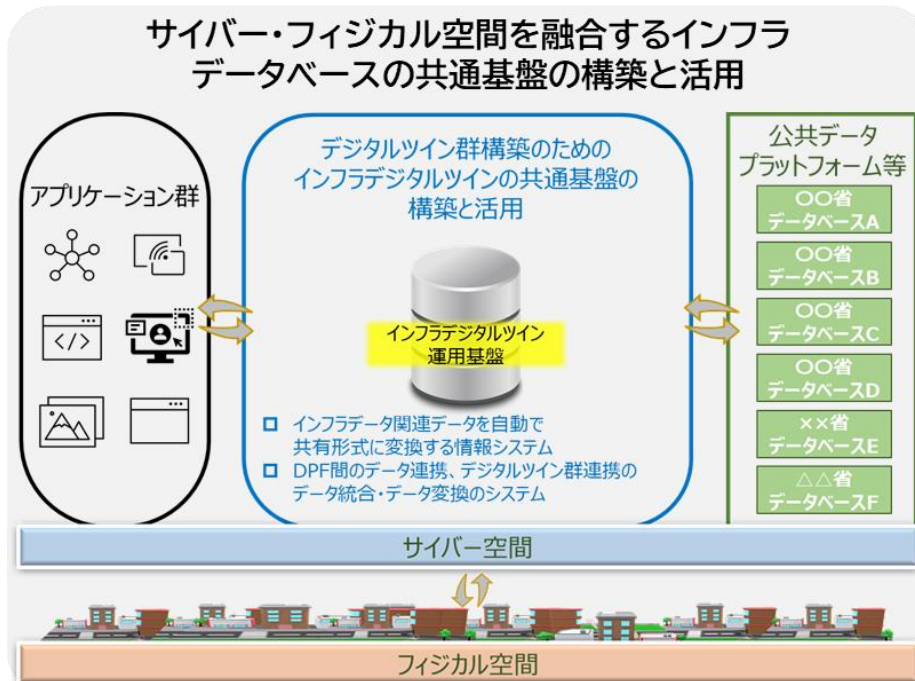 サイバー・フィジカル空間を融合するインフラ
データベースの共通基盤の構築と活用
アプリケーション群
</>
デジタルツイン群構築のための
インフラデジタルツインの共通基盤の
構築と活用
インフラデジタルツイン
運用基盤
インフラデータ関連データを自動で
共有形式に変換する情報システム
DPF間のデータ連携、デジタルツイン群連携の
データ統合・データ変換のシステム
公共データ
プラットフォーム等
〇〇省
データベースA
〇〇省
データベースB
〇〇省
データベースC
〇〇省
データベースD
××省
データベースE
△△省
データベースF
サイバー空間
フィジカル空間